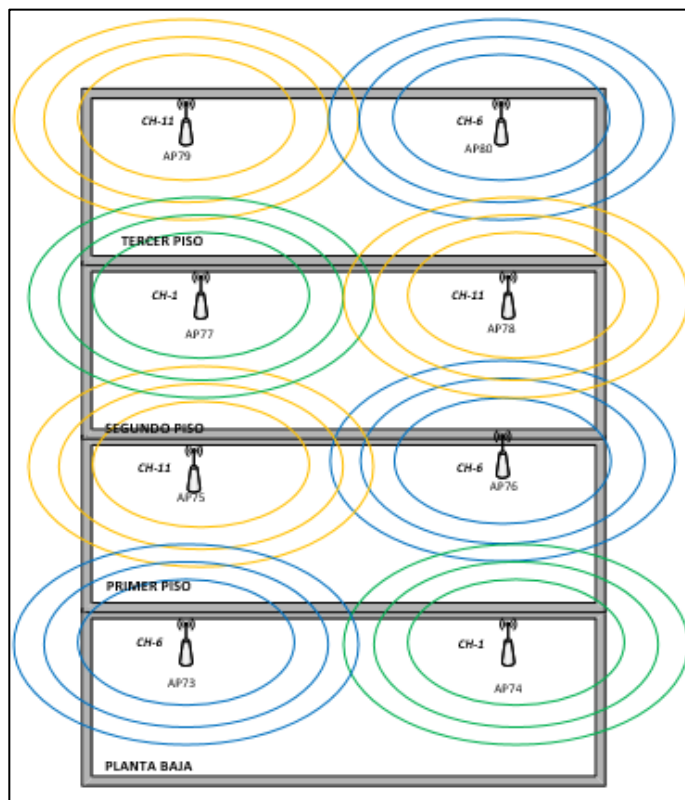 CH-11
CH-6
AP79
AP80
TERCER PISO
CH-1
CH-11
AP77
AP78
SEGUNDO PISO
CH-11
CH-6
AP75
AP76
PRIMER PISO
CH-6
CH-1
AP73
AP74
PLANTA BAJA